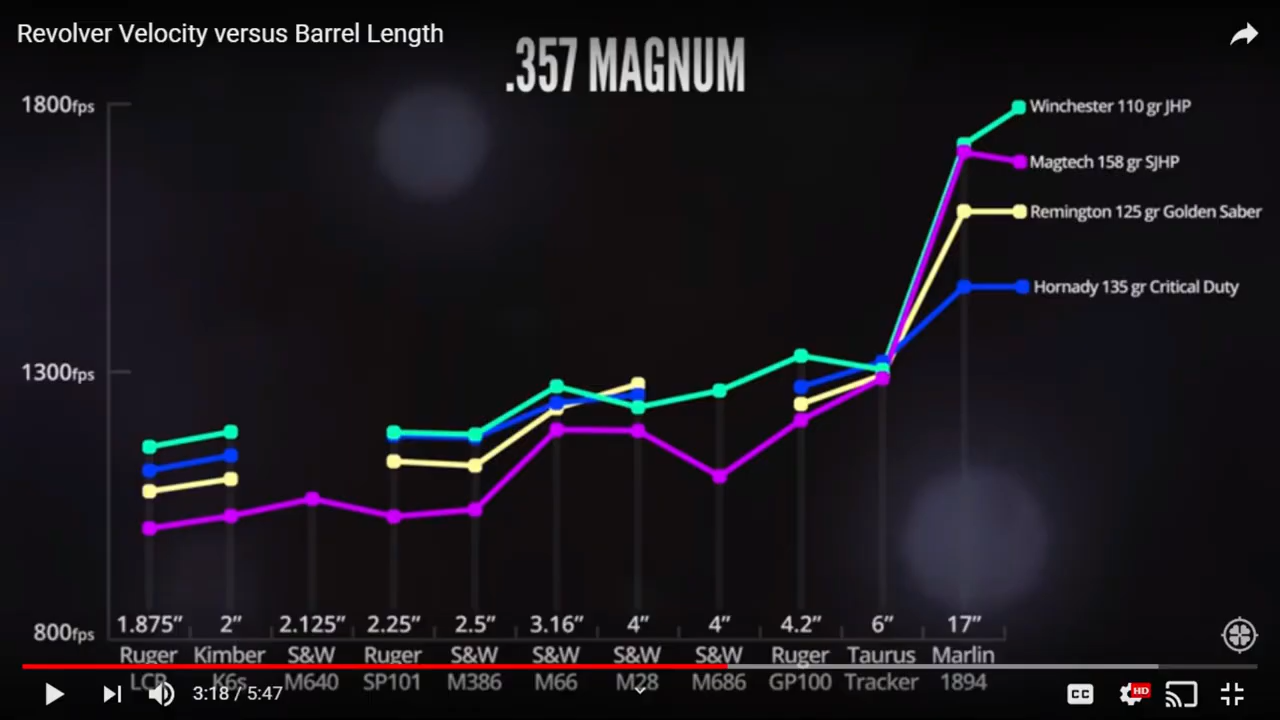 Revolver Velocity versus Barrel Length
.357 MAGNUM
1800fps
1300fps
800fps
Winchester 110 gr JHP
Magtech 158 gr SJHP
Remington 125 gr Golden Saber
Hornady 135 gr Critical Duty
1.875” 2” 2.125” 2.25” 2.5” 3.16” 4” 4” 4.2” 6” 17”
Ruger Kimber S&W Ruger S&W S&W S&W S&W Ruger Taurus Marlin
LCR K6s M640 SP101 M386 M66 M28 M686 GP100 Tracker 1894
3:18 / 5:47
CC
HD